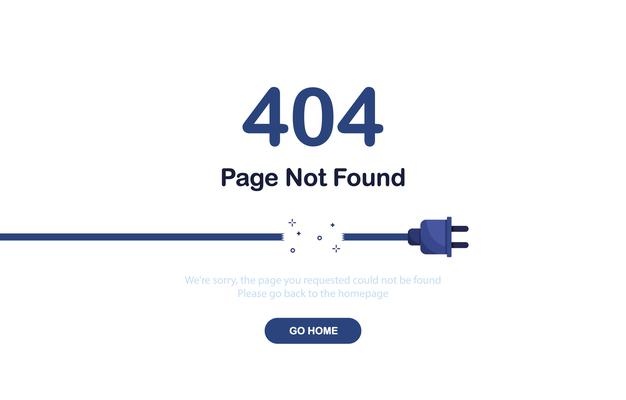 404
Page Not Found
We're sorry, the page you requested could not be found
Please go back to the homepage
GO HOME